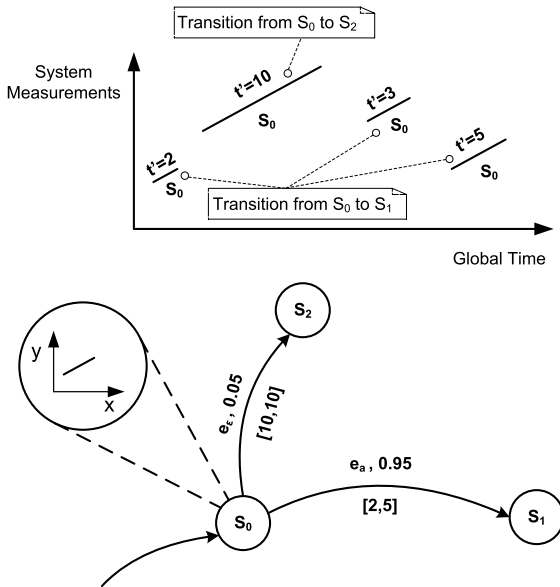 Transition from S0 to S2
System
Measurements
t'=10
S0
t'=3
S0
t'=2
S0
t'=5
S0
Transition from S0 to S1
Global Time
y
x
S2
eε , 0.05
[10,10]
ea , 0.95
[2,5]
S0
S1